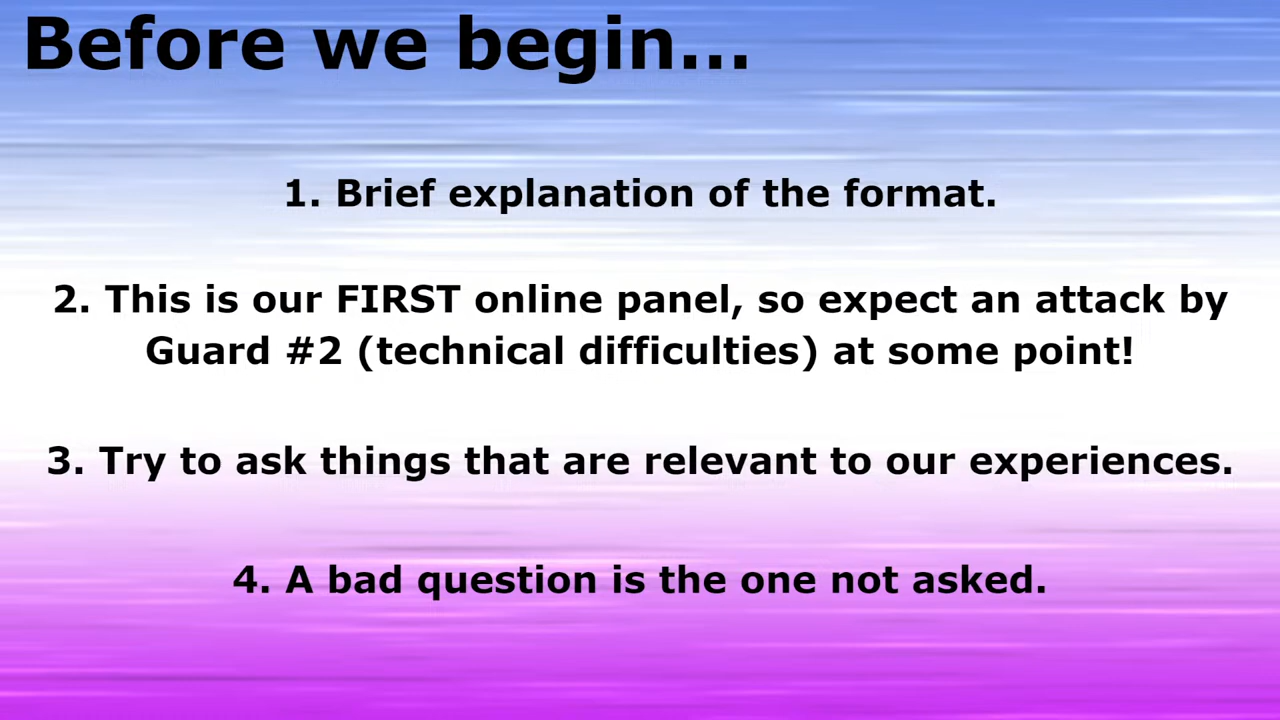 Before we begin...
1. Brief explanation of the format.
2. This is our FIRST online panel, so expect an attack by
Guard #2 (technical difficulties) at some point!
3. Try to ask things that are relevant to our experiences.
4. A bad question is the one not asked.